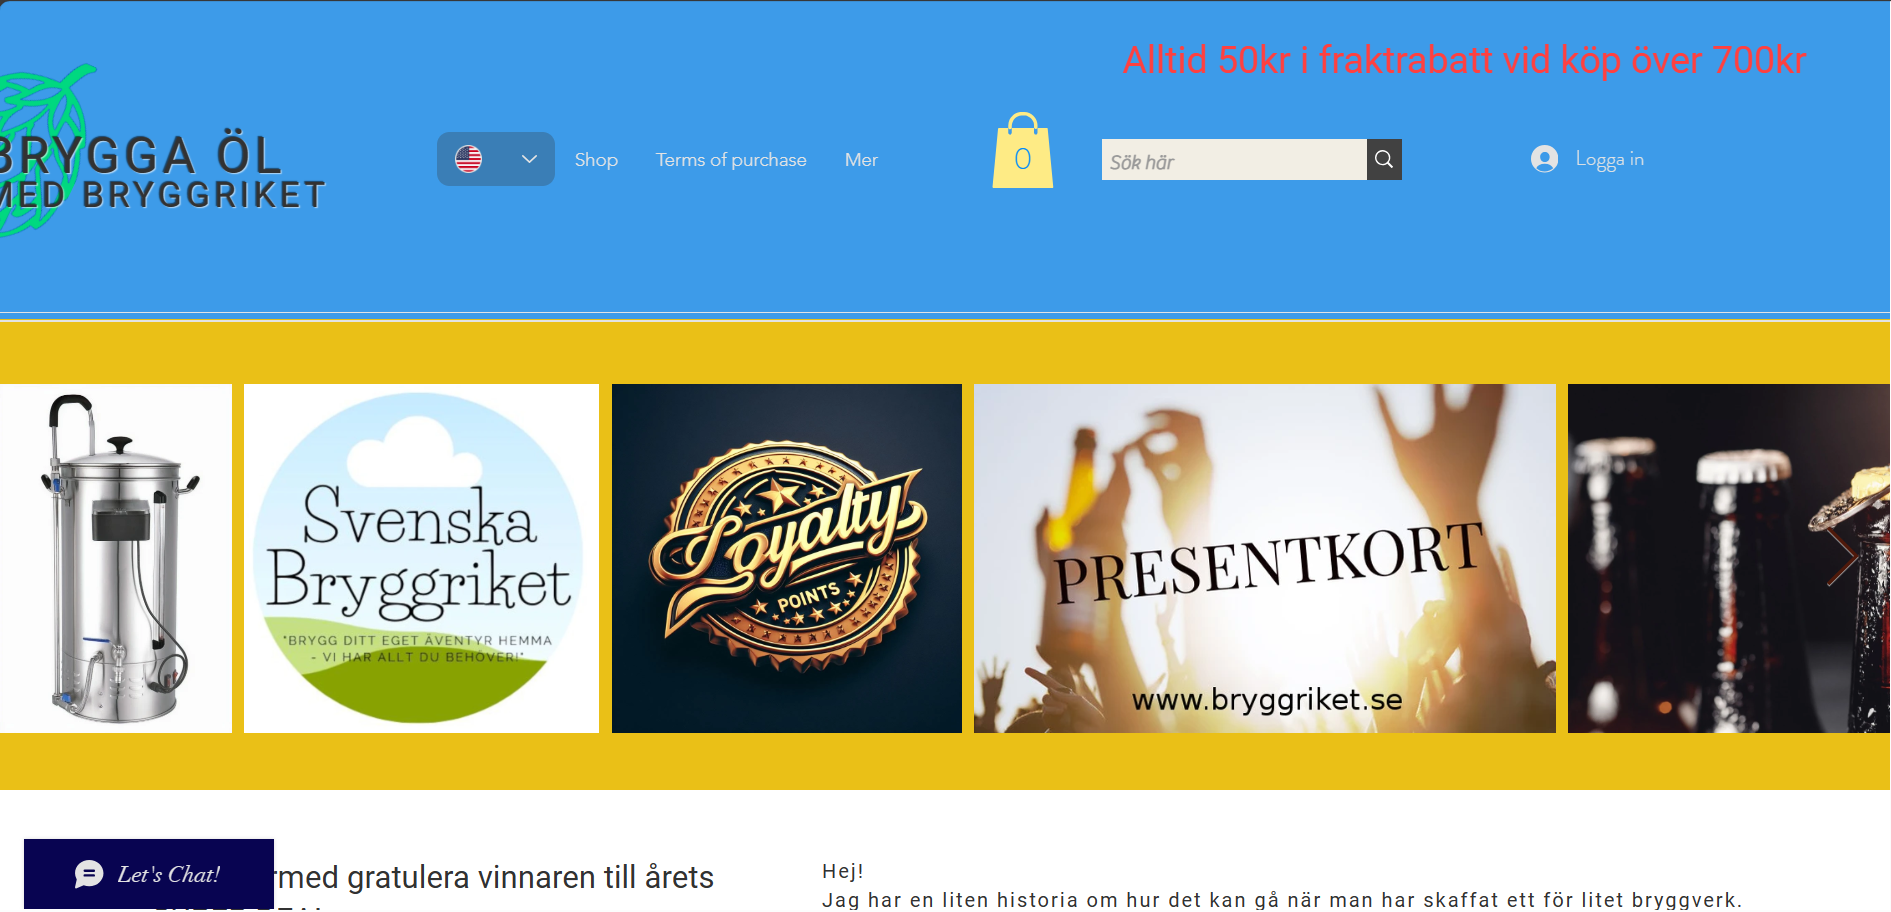 Alltid 50kr i fraktrabatt vid köp över 700kr
BRYGGA ÖL
MED BRYGGRIKET
Shop
Terms of purchase
Mer
0
Sök här
Logga in
Svenska
Bryggriket
"BRYGG DITT EGET ÄVENTYR HEMMA
- VI HAR ALLT DU BEHÖVER!"
Loyalty
POINTS
PRESENTKORT
www.bryggriket.se
Let's Chat!
gratulera vinnaren till årets
Hej!
Jag har en liten historia om hur det kan gå när man har skaffat ett för litet bryggverk.